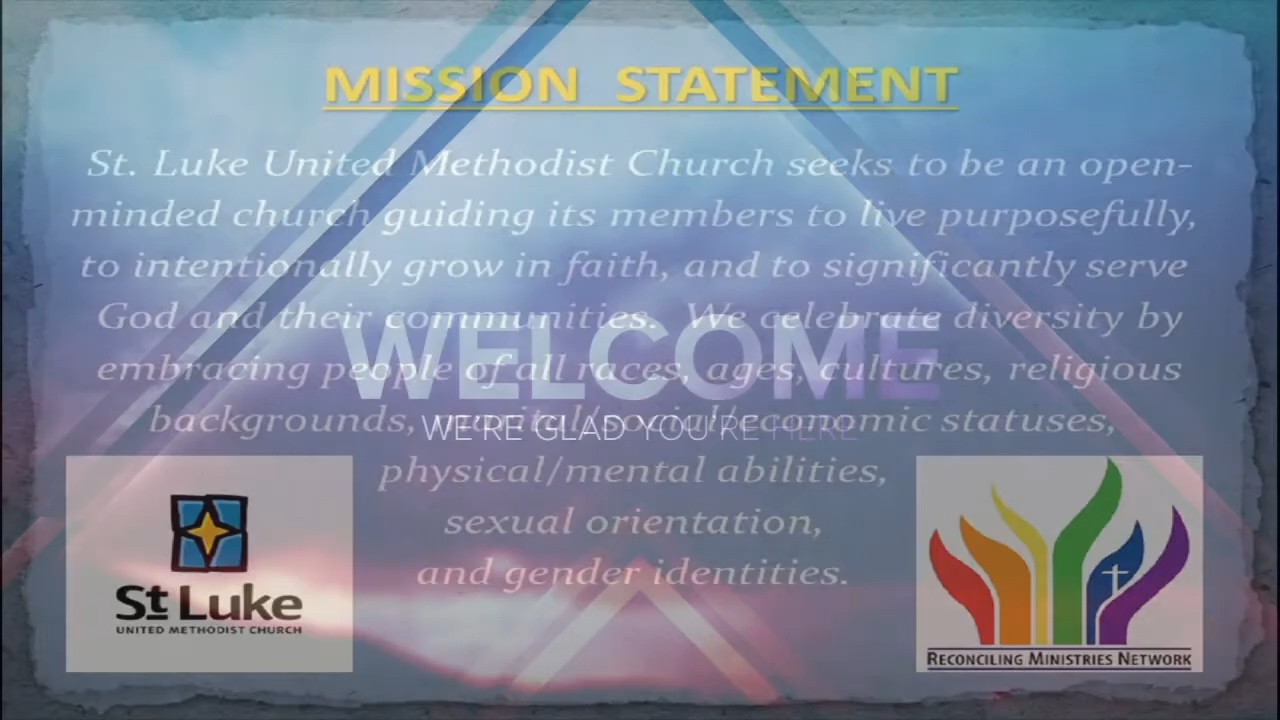 MISSION STATEMENT
St. Luke United Methodist Church seeks to be an open-
minded church guiding its members to live purposefully,
to intentionally grow in faith, and to significantly serve
God and their communities. We celebrate diversity by
WELCOME
embracing people of all races, ages, cultures, religious
backgrounds, marital/social/economic statuses,
WE'RE GLAD YOU'RE HERE
physical/mental abilities,
sexual orientation,
and gender identities.
St Luke
UNITED METHODIST CHURCH
RECONCILING MINISTRIES NETWORK